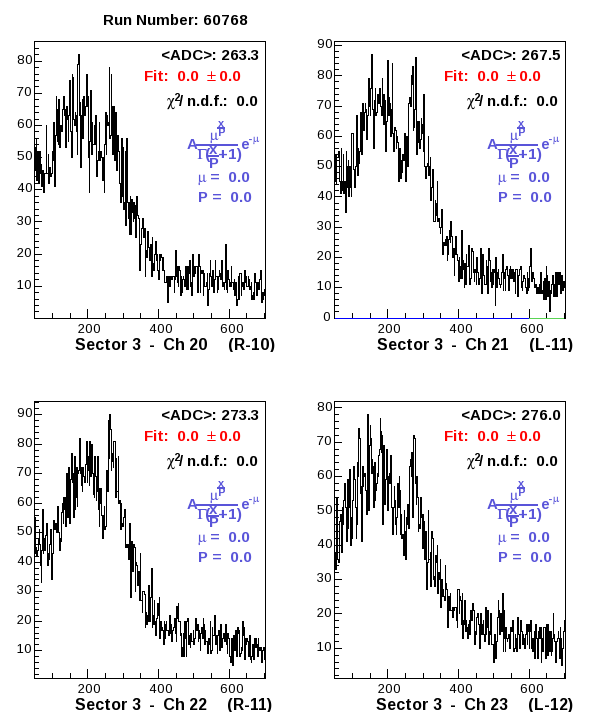 Run Number: 60768
<ADC>: 263.3
Fit: 0.0 ±0.0
χ²/ n.d.f.: 0.0
A μ^(x/P) / Γ(x/P+1) e^-μ
μ = 0.0
P = 0.0
80
70
60
50
40
30
20
10
200 400 600
Sector 3 - Ch 20 (R-10)
<ADC>: 267.5
Fit: 0.0 ±0.0
χ²/ n.d.f.: 0.0
A μ^(x/P) / Γ(x/P+1) e^-μ
μ = 0.0
P = 0.0
90
80
70
60
50
40
30
20
10
0
200 400 600
Sector 3 - Ch 21 (L-11)
<ADC>: 273.3
Fit: 0.0 ±0.0
χ²/ n.d.f.: 0.0
A μ^(x/P) / Γ(x/P+1) e^-μ
μ = 0.0
P = 0.0
90
80
70
60
50
40
30
20
10
200 400 600
Sector 3 - Ch 22 (R-11)
<ADC>: 276.0
Fit: 0.0 ±0.0
χ²/ n.d.f.: 0.0
A μ^(x/P) / Γ(x/P+1) e^-μ
μ = 0.0
P = 0.0
80
70
60
50
40
30
20
10
200 400 600
Sector 3 - Ch 23 (L-12)